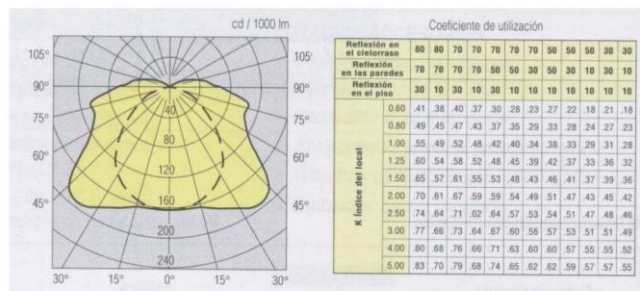 cd / 1000 lm
105°
105°
90°
90°
75°
75°
60°
60°
45°
45°
40
80
120
160
200
240
30° 15° 0° 15° 30°
Coeficiente de utilización
Reflexión en
el cielorraso 80 80 70 70 70 70 70 50 50 50 30 30
Reflexión
en las paredes 70 70 70 70 50 50 30 50 30 10 30 10
Reflexión
en el piso 30 10 30 10 30 10 10 10 10 10 10 10
K Índice del local
0.60 .41 .38 .40 .37 .30 .28 .23 .27 .22 .18 .21 .18
0.80 .49 .45 .47 .43 .37 .35 .29 .33 .28 .24 .27 .23
1.00 .55 .49 .52 .48 .42 .40 .34 .38 .33 .29 .31 .28
1.25 .60 .54 .58 .52 .48 .45 .39 .42 .37 .33 .36 .32
1.50 .65 .57 .61 .55 .53 .48 .43 .46 .41 .37 .39 .36
2.00 .70 .61 .67 .59 .59 .54 .49 .51 .47 .43 .45 .42
2.50 .74 .64 .71 .62 .64 .57 .53 .54 .51 .47 .48 .46
3.00 .77 .66 .73 .64 .67 .60 .56 .57 .53 .51 .51 .49
4.00 .80 .68 .76 .66 .71 .63 .60 .60 .57 .55 .55 .52
5.00 .83 .70 .79 .68 .74 .65 .62 .62 .59 .57 .57 .55